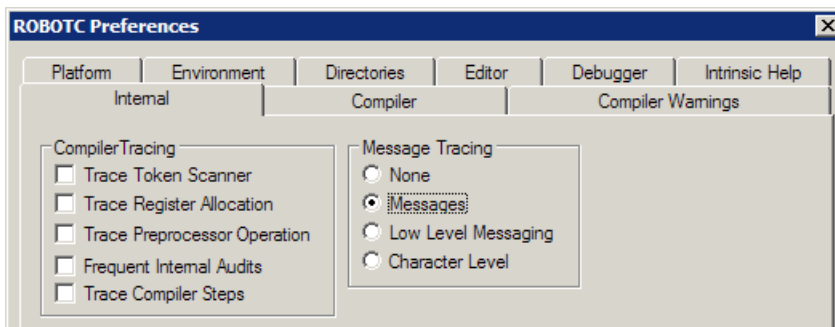 ROBOTC Preferences
Platform Environment Directories Editor Debugger Intrinsic Help
Internal Compiler Compiler Warnings
CompilerTracing
Trace Token Scanner
Trace Register Allocation
Trace Preprocessor Operation
Frequent Internal Audits
Trace Compiler Steps
Message Tracing
None
Messages
Low Level Messaging
Character Level